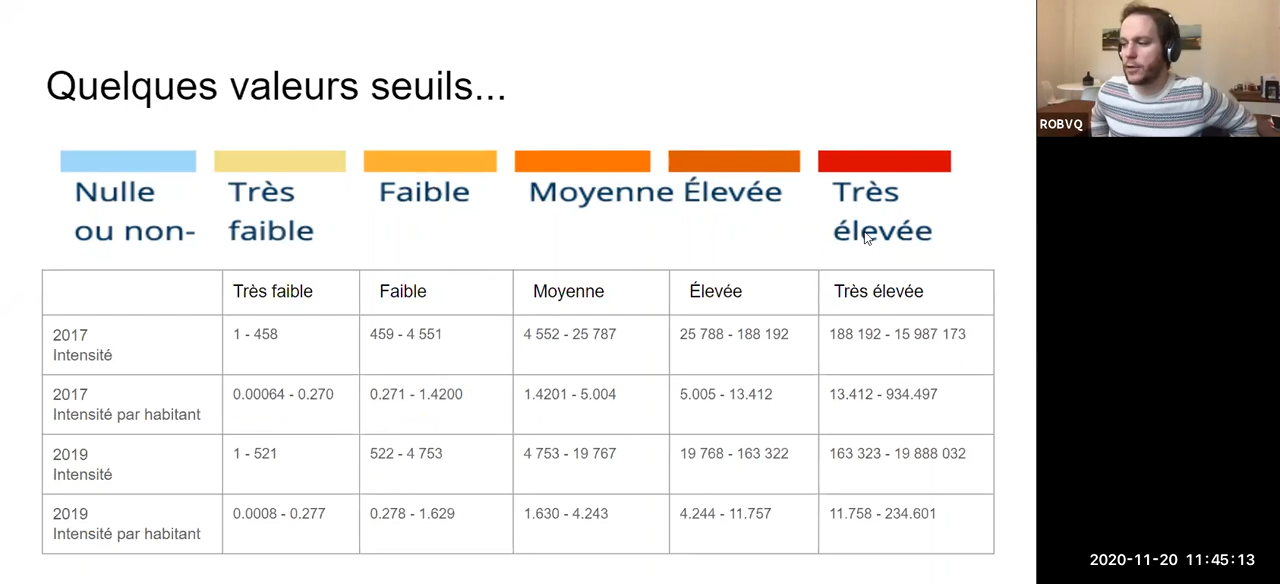 Quelques valeurs seuils...
ROBVQ
Nulle
ou non-
Très
faible
Faible
Moyenne
Élevée
Très
élevée
Très faible
Faible
Moyenne
Élevée
Très élevée
2017
Intensité
1 - 458
459 - 4 551
4 552 - 25 787
25 788 - 188 192
188 192 - 15 987 173
2017
Intensité par habitant
0.00064 - 0.270
0.271 - 1.4200
1.4201 - 5.004
5.005 - 13.412
13.412 - 934.497
2019
Intensité
1 - 521
522 - 4 753
4 753 - 19 767
19 768 - 163 322
163 323 - 19 888 032
2019
Intensité par habitant
0.0008 - 0.277
0.278 - 1.629
1.630 - 4.243
4.244 - 11.757
11.758 - 234.601
2020-11-20 11:45:13